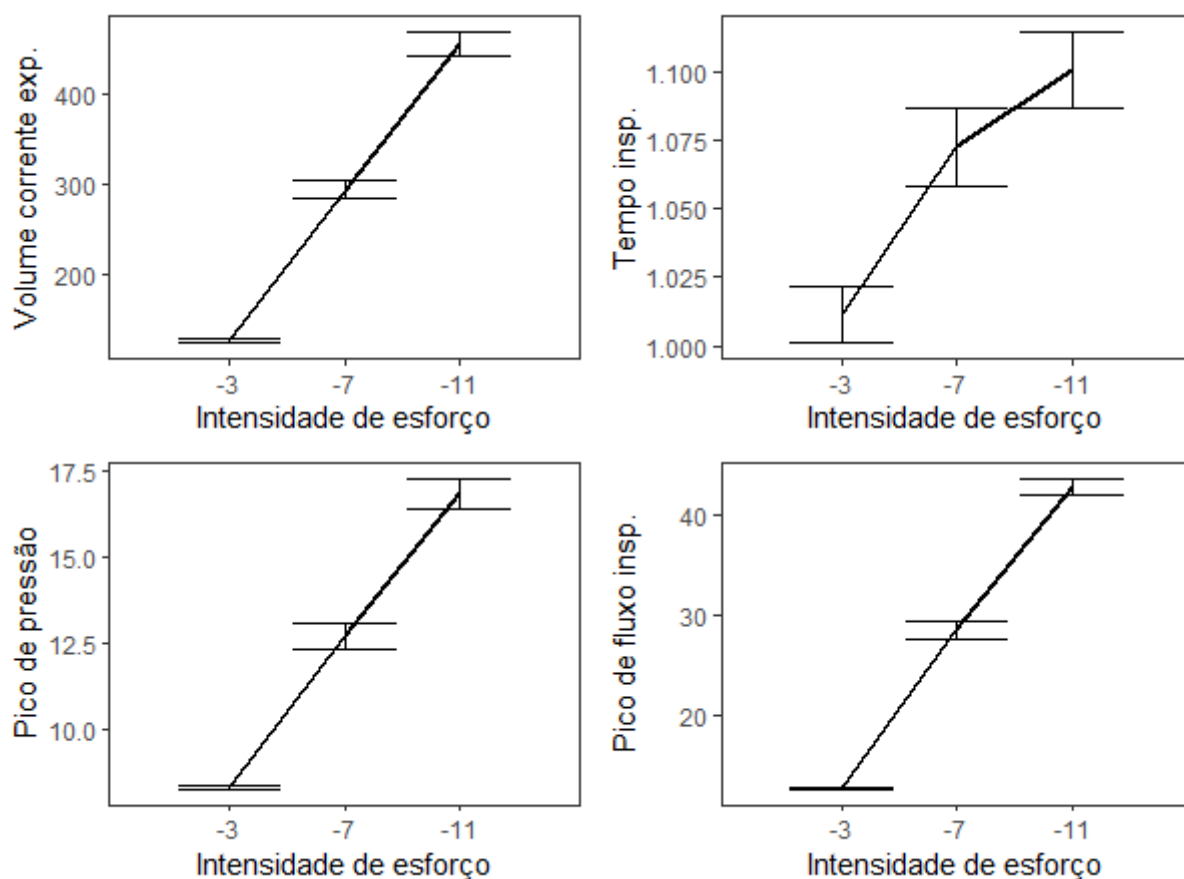 Volume corrente exp.
400
300
200
-3 -7 -11
Intensidade de esforço
Tempo insp.
1.100
1.075
1.050
1.025
1.000
-3 -7 -11
Intensidade de esforço
Pico de pressão
17.5
15.0
12.5
10.0
-3 -7 -11
Intensidade de esforço
Pico de fluxo insp.
40
30
20
-3 -7 -11
Intensidade de esforço